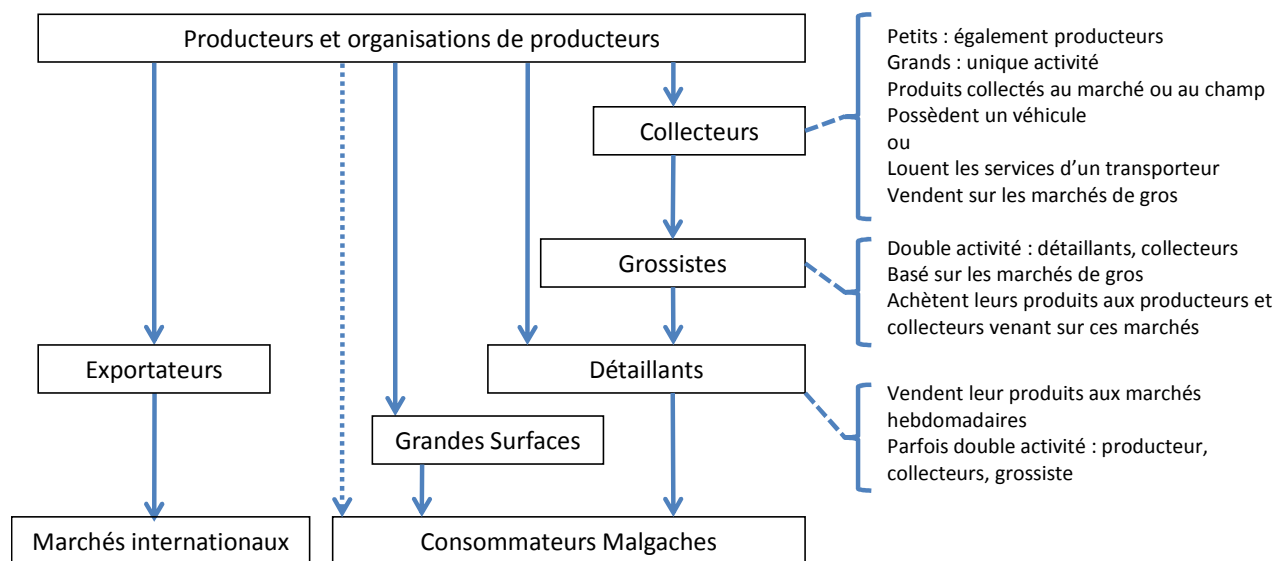 Producteurs et organisations de producteurs
Petits : également producteurs
Grands : unique activité
Produits collectés au marché ou au champ
Possèdent un véhicule
ou
Louent les services d’un transporteur
Vendent sur les marchés de gros
Collecteurs
Grossistes
Double activité : détaillants, collecteurs
Basé sur les marchés de gros
Achètent leurs produits aux producteurs et
collecteurs venant sur ces marchés
Exportateurs
Détaillants
Vendent leur produits aux marchés
hebdomadaires
Parfois double activité : producteur,
collecteurs, grossiste
Grandes Surfaces
Marchés internationaux
Consommateurs Malgaches